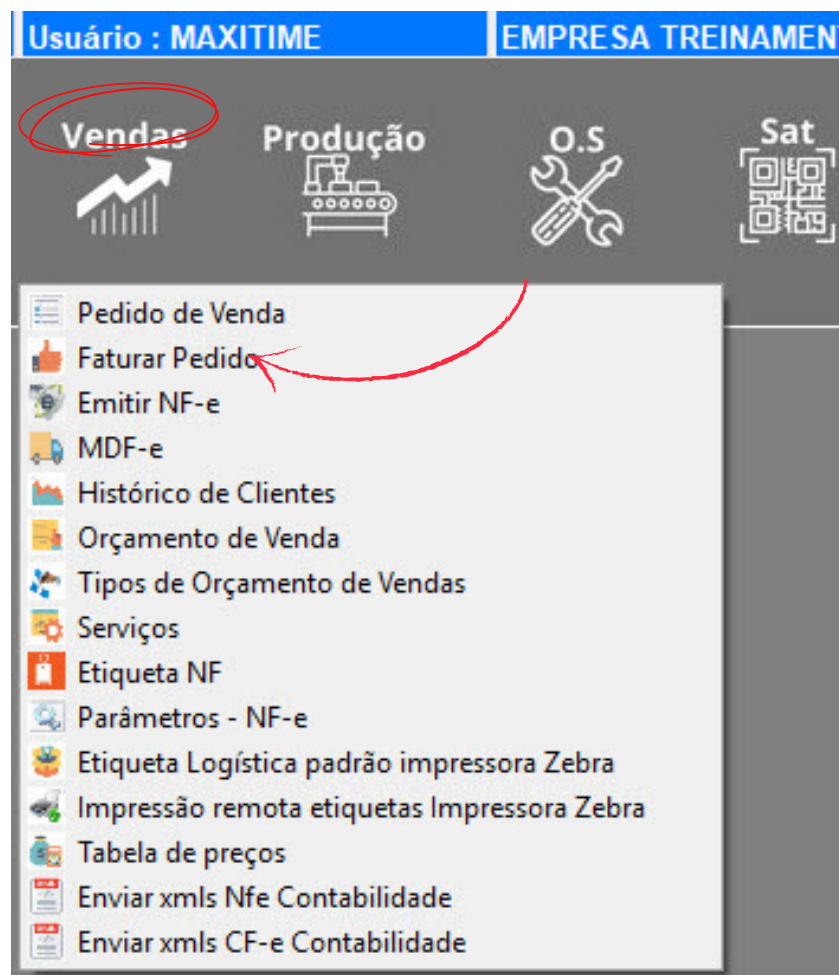 Usuário : MAXITIME EMPRESA TREINAMEN
Vendas Produção O.S Sat
Pedido de Venda
Faturar Pedido
Emitir NF-e
MDF-e
Histórico de Clientes
Orçamento de Venda
Tipos de Orçamento de Vendas
Serviços
Etiqueta NF
Parâmetros - NF-e
Etiqueta Logística padrão impressora Zebra
Impressão remota etiquetas Impressora Zebra
Tabela de preços
Enviar xmls Nfe Contabilidade
Enviar xmls CF-e Contabilidade